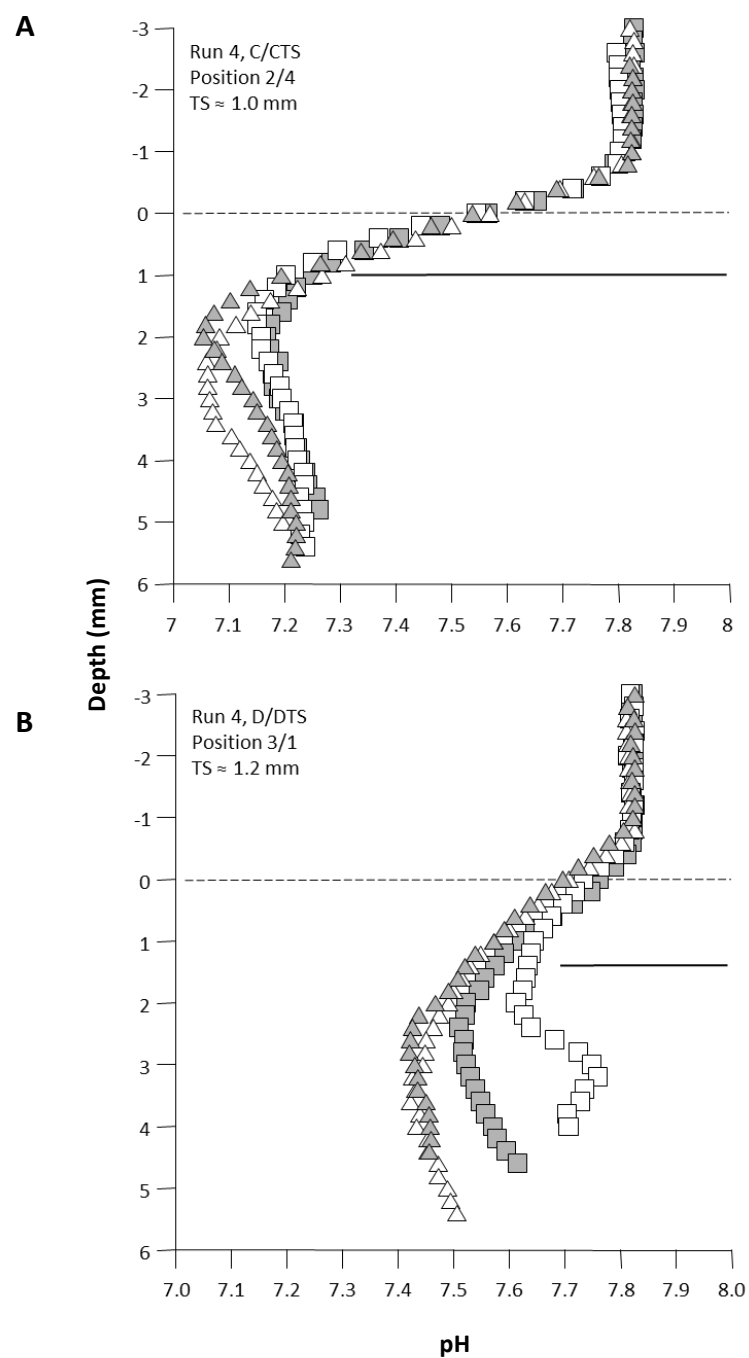 A
Run 4, C/CTS
Position 2/4
TS ≈ 1.0 mm
-3
-2
-1
0
1
2
3
4
5
6
7 7.1 7.2 7.3 7.4 7.5 7.6 7.7 7.8 7.9 8
Depth (mm)
B
Run 4, D/DTS
Position 3/1
TS ≈ 1.2 mm
-3
-2
-1
0
1
2
3
4
5
6
7.0 7.1 7.2 7.3 7.4 7.5 7.6 7.7 7.8 7.9 8.0
pH